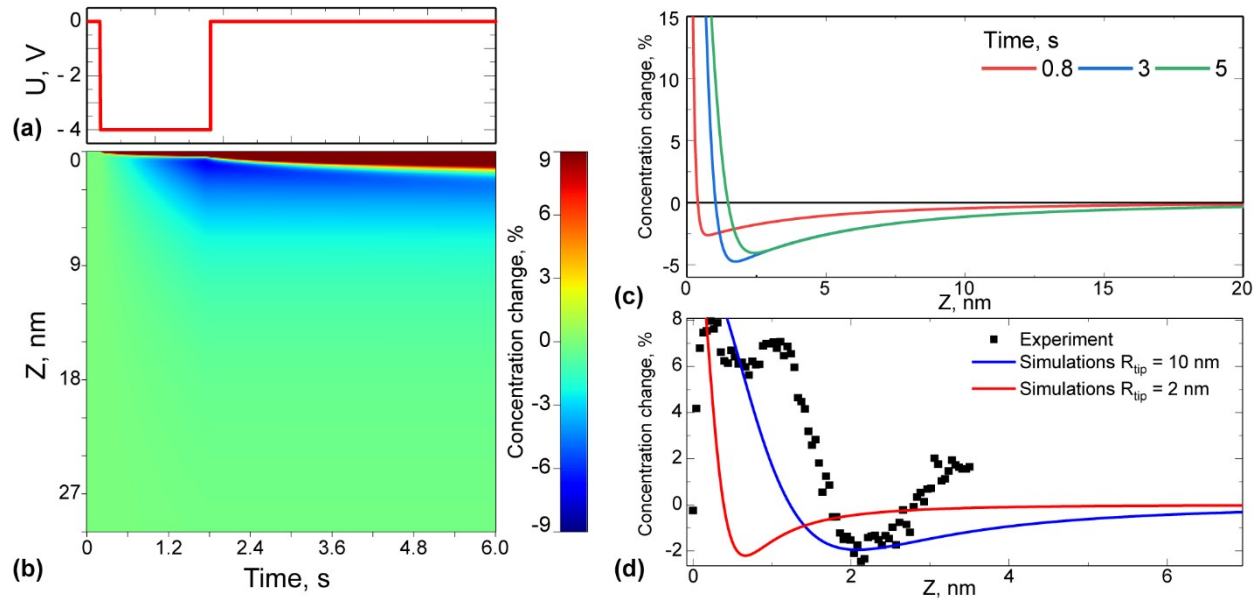 0
U, V
-2
-4
(a)
0
Z, nm
9
18
27
0
1.2
2.4
3.6
4.8
6.0
Time, s
(b)
9
6
3
0
-3
-6
-9
Concentration change, %
15
10
5
0
-5
Concentration change, %
Time, s
0.8 3 5
0
5
10
15
20
Z, nm
(c)
8
6
4
2
0
-2
Concentration change, %
Experiment
Simulations Rtip = 10 nm
Simulations Rtip = 2 nm
0
2
4
6
Z, nm
(d)